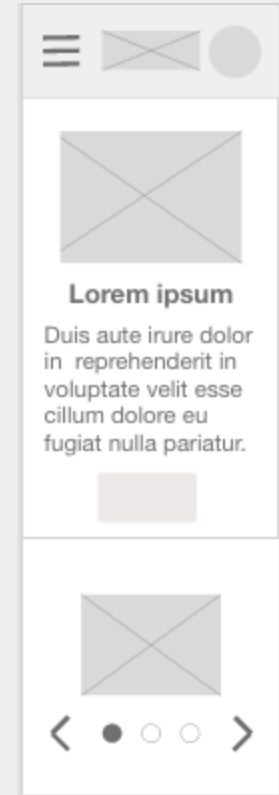 Lorem ipsum
Duis aute irure dolor
in reprehenderit in
voluptate velit esse
cillum dolore eu
fugiat nulla pariatur.